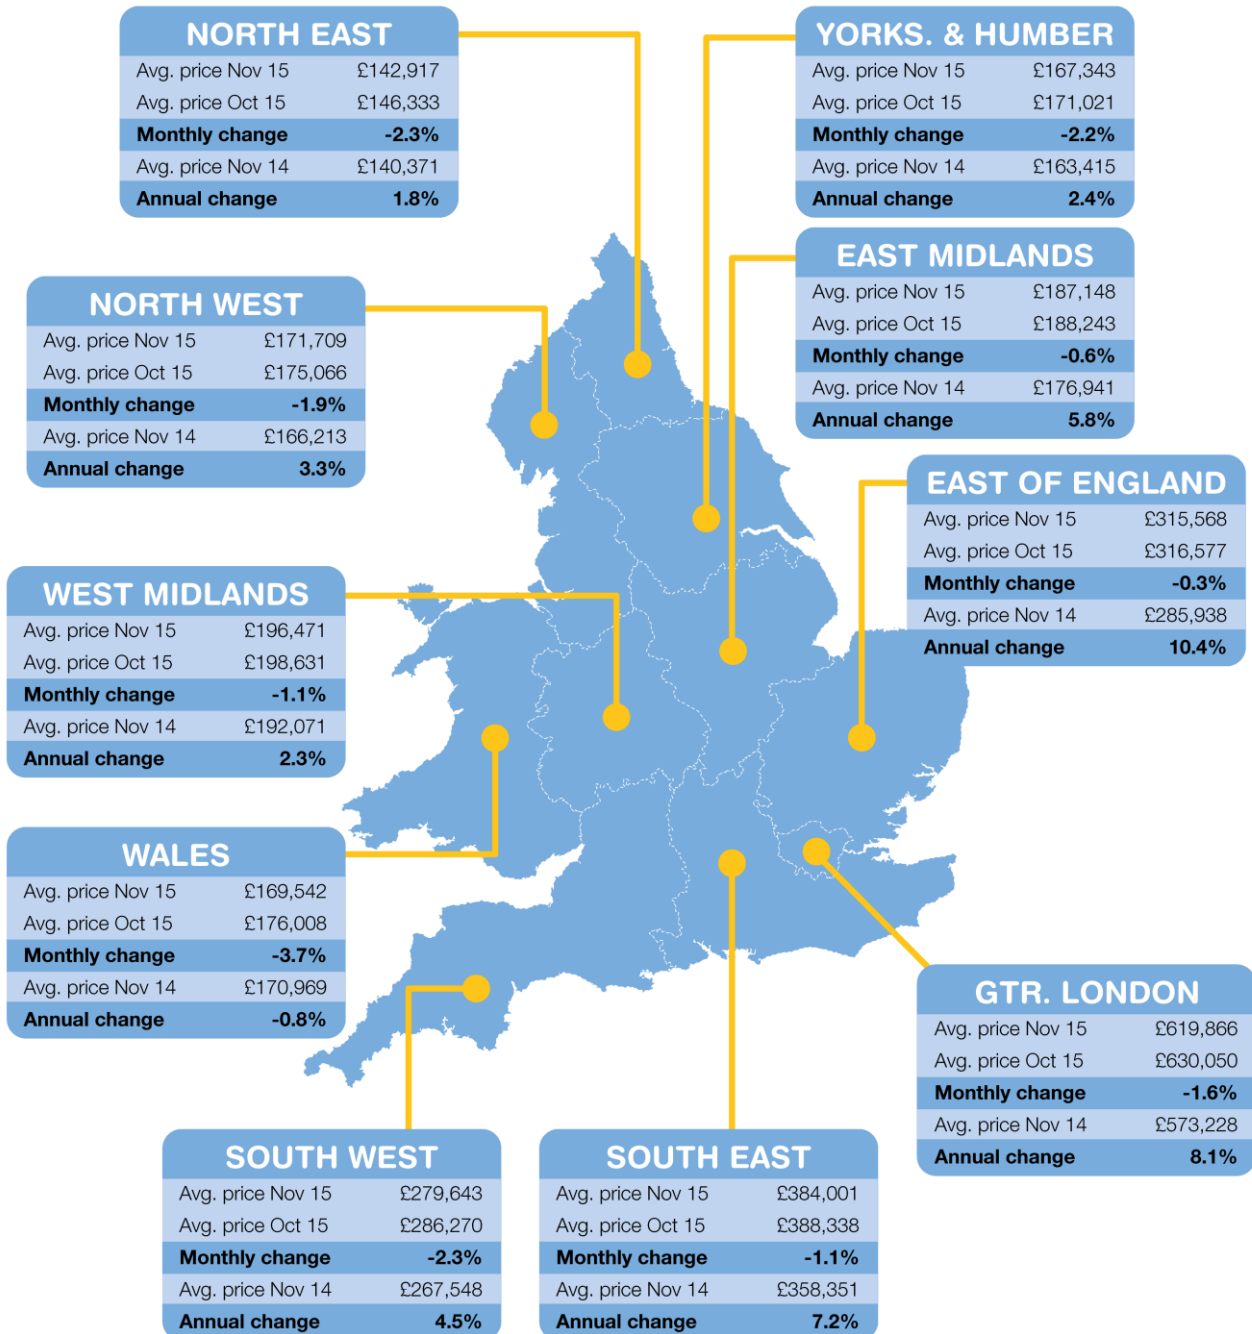 NORTH EAST
Avg. price Nov 15 £142,917
Avg. price Oct 15 £146,333
Monthly change -2.3%
Avg. price Nov 14 £140,371
Annual change 1.8%
YORKS. & HUMBER
Avg. price Nov 15 £167,343
Avg. price Oct 15 £171,021
Monthly change -2.2%
Avg. price Nov 14 £163,415
Annual change 2.4%
EAST MIDLANDS
Avg. price Nov 15 £187,148
Avg. price Oct 15 £188,243
Monthly change -0.6%
Avg. price Nov 14 £176,941
Annual change 5.8%
NORTH WEST
Avg. price Nov 15 £171,709
Avg. price Oct 15 £175,066
Monthly change -1.9%
Avg. price Nov 14 £166,213
Annual change 3.3%
EAST OF ENGLAND
Avg. price Nov 15 £315,568
Avg. price Oct 15 £316,577
Monthly change -0.3%
Avg. price Nov 14 £285,938
Annual change 10.4%
WEST MIDLANDS
Avg. price Nov 15 £196,471
Avg. price Oct 15 £198,631
Monthly change -1.1%
Avg. price Nov 14 £192,071
Annual change 2.3%
WALES
Avg. price Nov 15 £169,542
Avg. price Oct 15 £176,008
Monthly change -3.7%
Avg. price Nov 14 £170,969
Annual change -0.8%
GTR. LONDON
Avg. price Nov 15 £619,866
Avg. price Oct 15 £630,050
Monthly change -1.6%
Avg. price Nov 14 £573,228
Annual change 8.1%
SOUTH WEST
Avg. price Nov 15 £279,643
Avg. price Oct 15 £286,270
Monthly change -2.3%
Avg. price Nov 14 £267,548
Annual change 4.5%
SOUTH EAST
Avg. price Nov 15 £384,001
Avg. price Oct 15 £388,338
Monthly change -1.1%
Avg. price Nov 14 £358,351
Annual change 7.2%